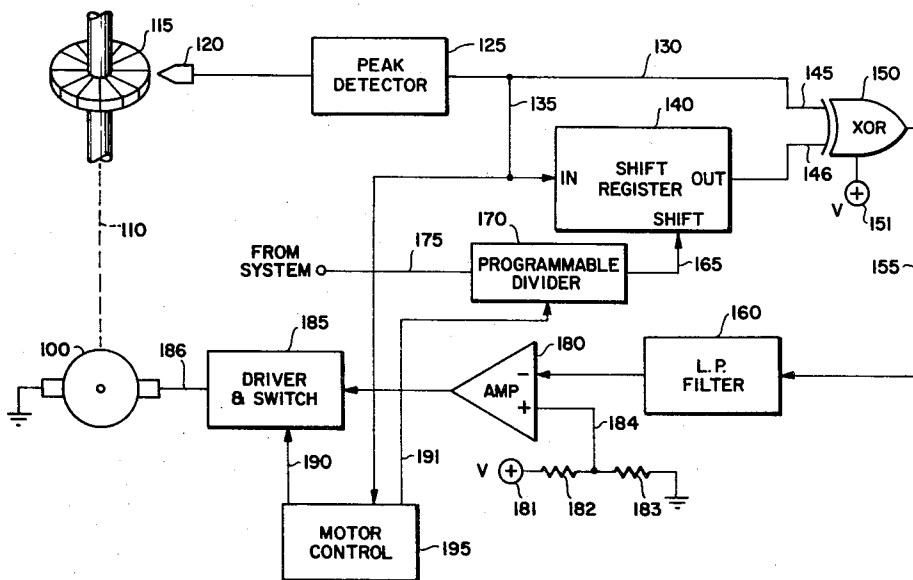 115
120
PEAK
DETECTOR
125
130
135
140
145
150
XOR
146
V
151
IN
SHIFT
REGISTER
OUT
SHIFT
110
FROM
SYSTEM
175
170
PROGRAMMABLE
DIVIDER
165
155
100
186
185
DRIVER
& SWITCH
180
AMP
-
+
160
L.P.
FILTER
184
190
191
V
181
182
183
MOTOR
CONTROL
195